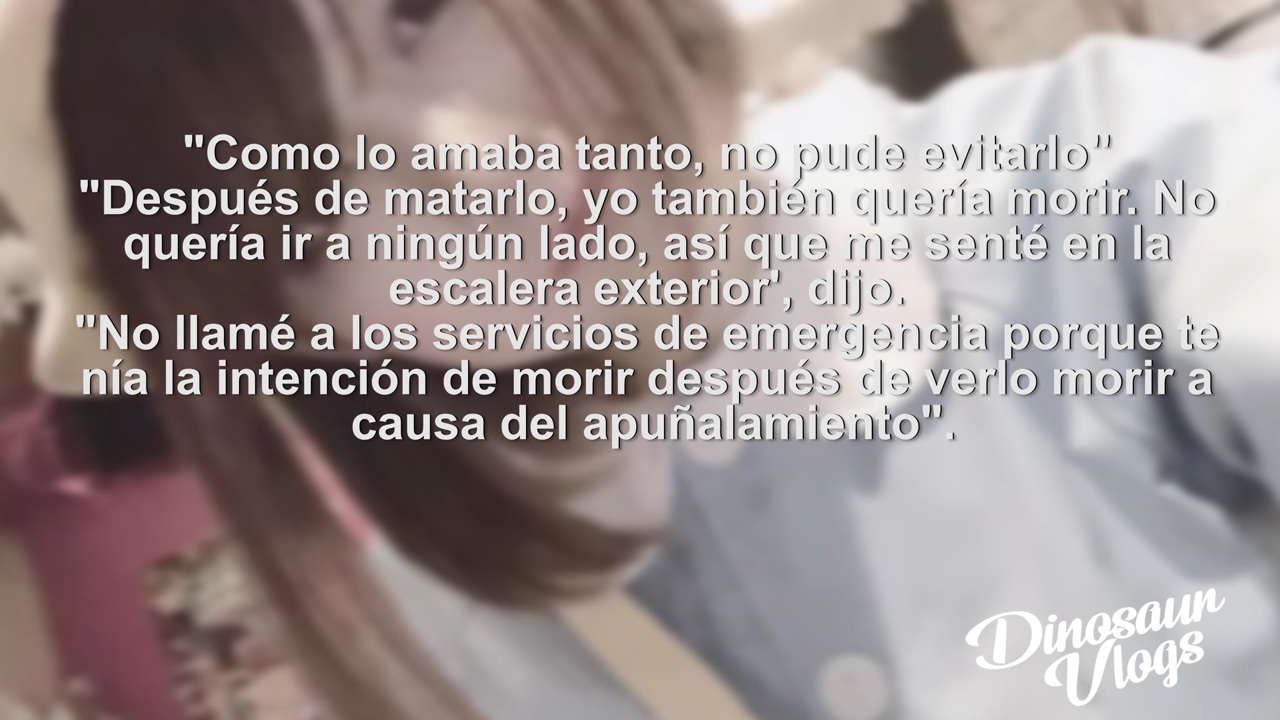 "Como lo amaba tanto, no pude evitarlo"
"Después de matarlo, yo también quería morir. No
quería ir a ningún lado, así que me senté en la
escalera exterior", dijo.
"No llamé a los servicios de emergencia porque te
nía la intención de morir después de verlo morir a
causa del apuñalamiento".
Dinosaur
Vlogs